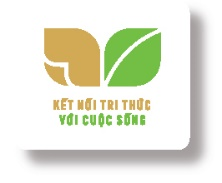 KẾT NỐI TRI THỨC
VỚI CUỘC SỐNG